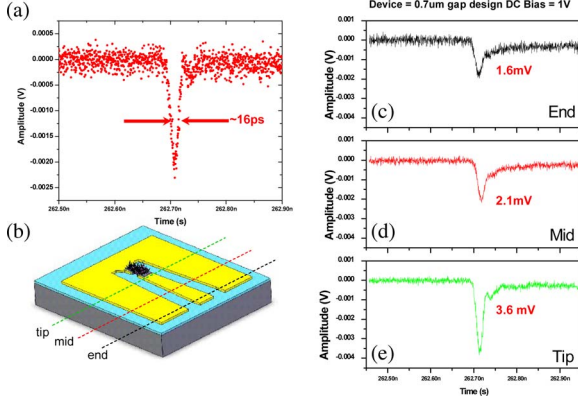 (a)
0.0005
0.0000
-0.0005
-0.0010
-0.0015
-0.0020
-0.0025
Amplitude (V)
~16ps
262.50n
262.60n
262.70n
262.80n
262.90n
Time (s)
(b)
tip
mid
end
Device = 0.7um gap design DC Bias = 1V
0.001
0.000
-0.001
-0.002
-0.003
-0.004
Amplitude (V)
(c)
1.6mV
End
0.001
0.000
-0.001
-0.002
-0.003
-0.004
Amplitude (V)
(d)
2.1mV
Mid
0.001
0.000
-0.001
-0.002
-0.003
-0.004
Amplitude (V)
(e)
3.6 mV
Tip
262.50n
262.60n
262.70n
262.80n
262.90n
Time (s)